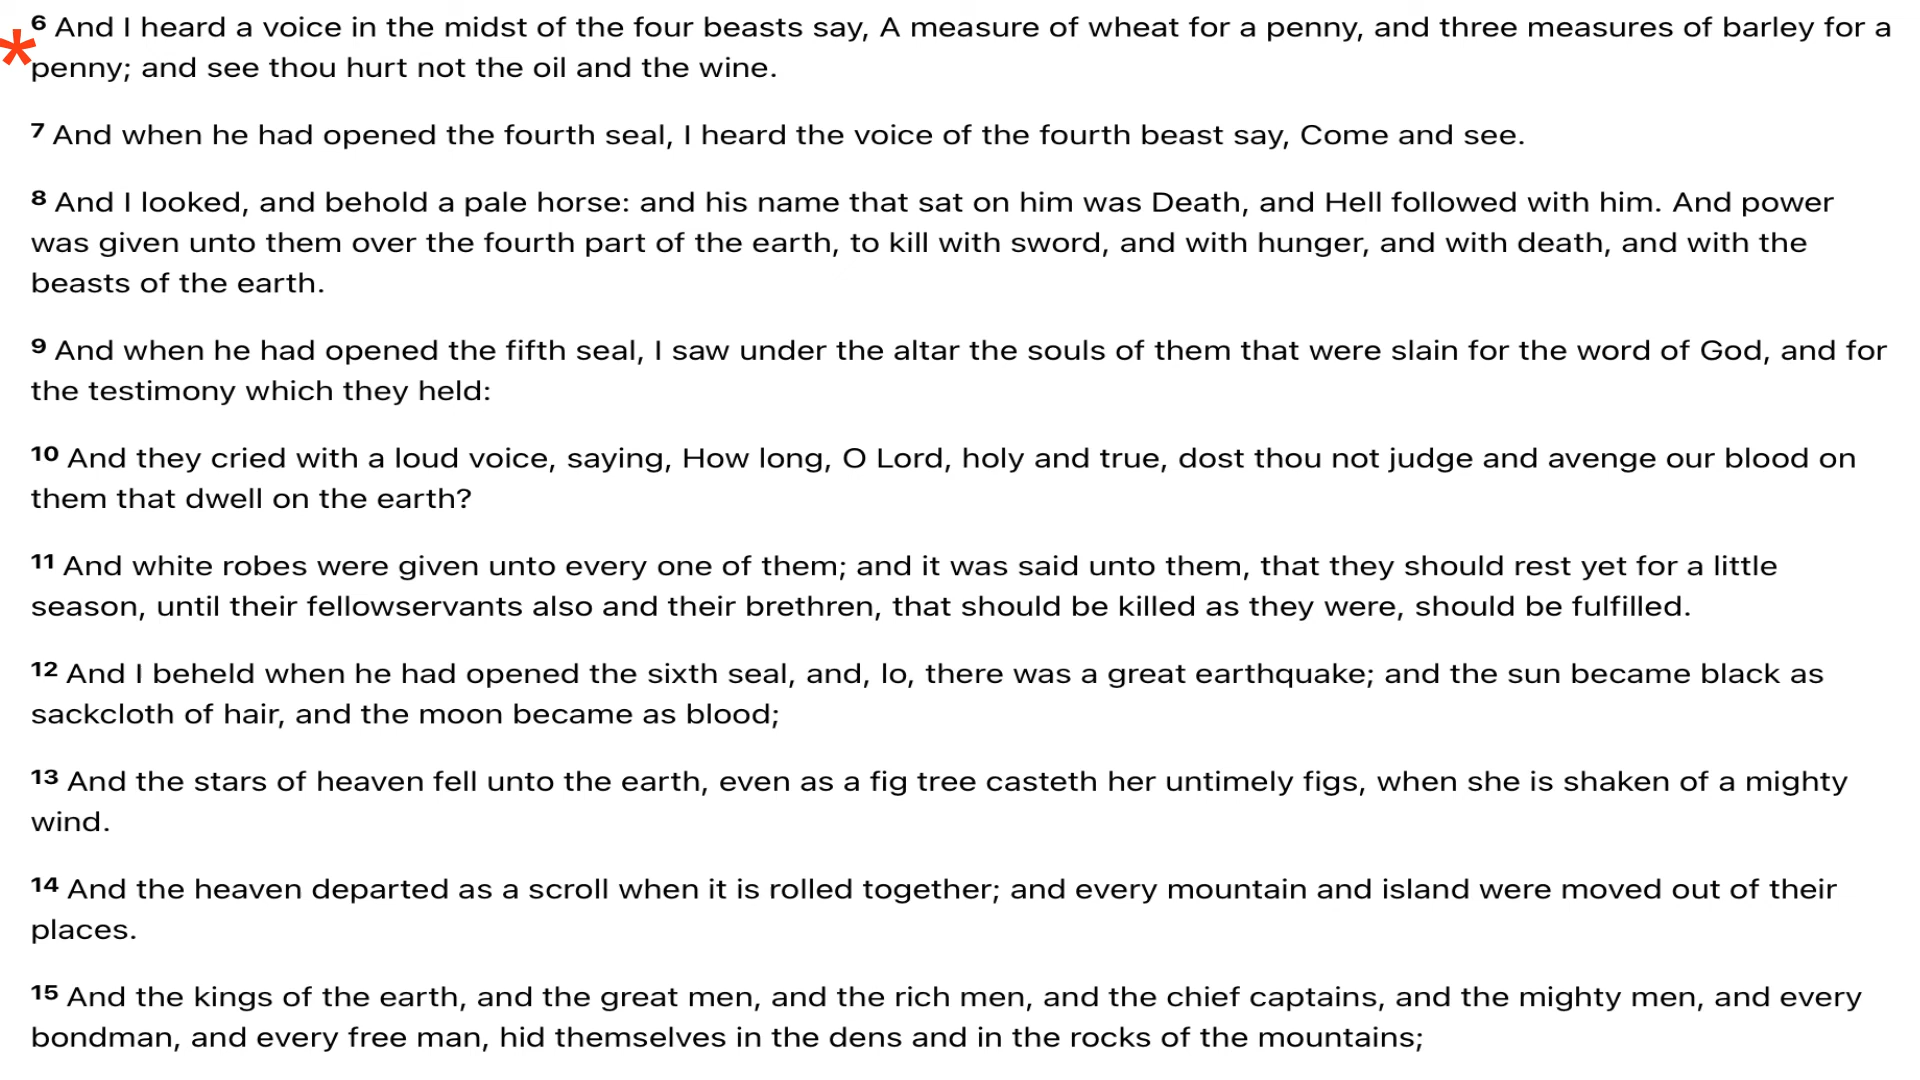 6 And I heard a voice in the midst of the four beasts say, A measure of wheat for a penny, and three measures of barley for a
* penny; and see thou hurt not the oil and the wine.
7 And when he had opened the fourth seal, I heard the voice of the fourth beast say, Come and see.
8 And I looked, and behold a pale horse: and his name that sat on him was Death, and Hell followed with him. And power
was given unto them over the fourth part of the earth, to kill with sword, and with hunger, and with death, and with the
beasts of the earth.
9 And when he had opened the fifth seal, I saw under the altar the souls of them that were slain for the word of God, and for
the testimony which they held:
10 And they cried with a loud voice, saying, How long, O Lord, holy and true, dost thou not judge and avenge our blood on
them that dwell on the earth?
11 And white robes were given unto every one of them; and it was said unto them, that they should rest yet for a little
season, until their fellowservants also and their brethren, that should be killed as they were, should be fulfilled.
12 And I beheld when he had opened the sixth seal, and, lo, there was a great earthquake; and the sun became black as
sackcloth of hair, and the moon became as blood;
13 And the stars of heaven fell unto the earth, even as a fig tree casteth her untimely figs, when she is shaken of a mighty
wind.
14 And the heaven departed as a scroll when it is rolled together; and every mountain and island were moved out of their
places.
15 And the kings of the earth, and the great men, and the rich men, and the chief captains, and the mighty men, and every
bondman, and every free man, hid themselves in the dens and in the rocks of the mountains;